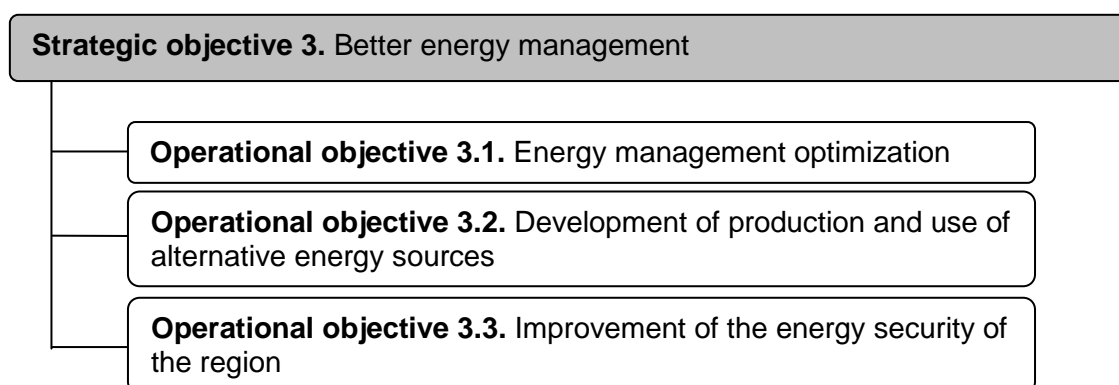 Strategic objective 3. Better energy management
Operational objective 3.1. Energy management optimization
Operational objective 3.2. Development of production and use of
alternative energy sources
Operational objective 3.3. Improvement of the energy security of
the region